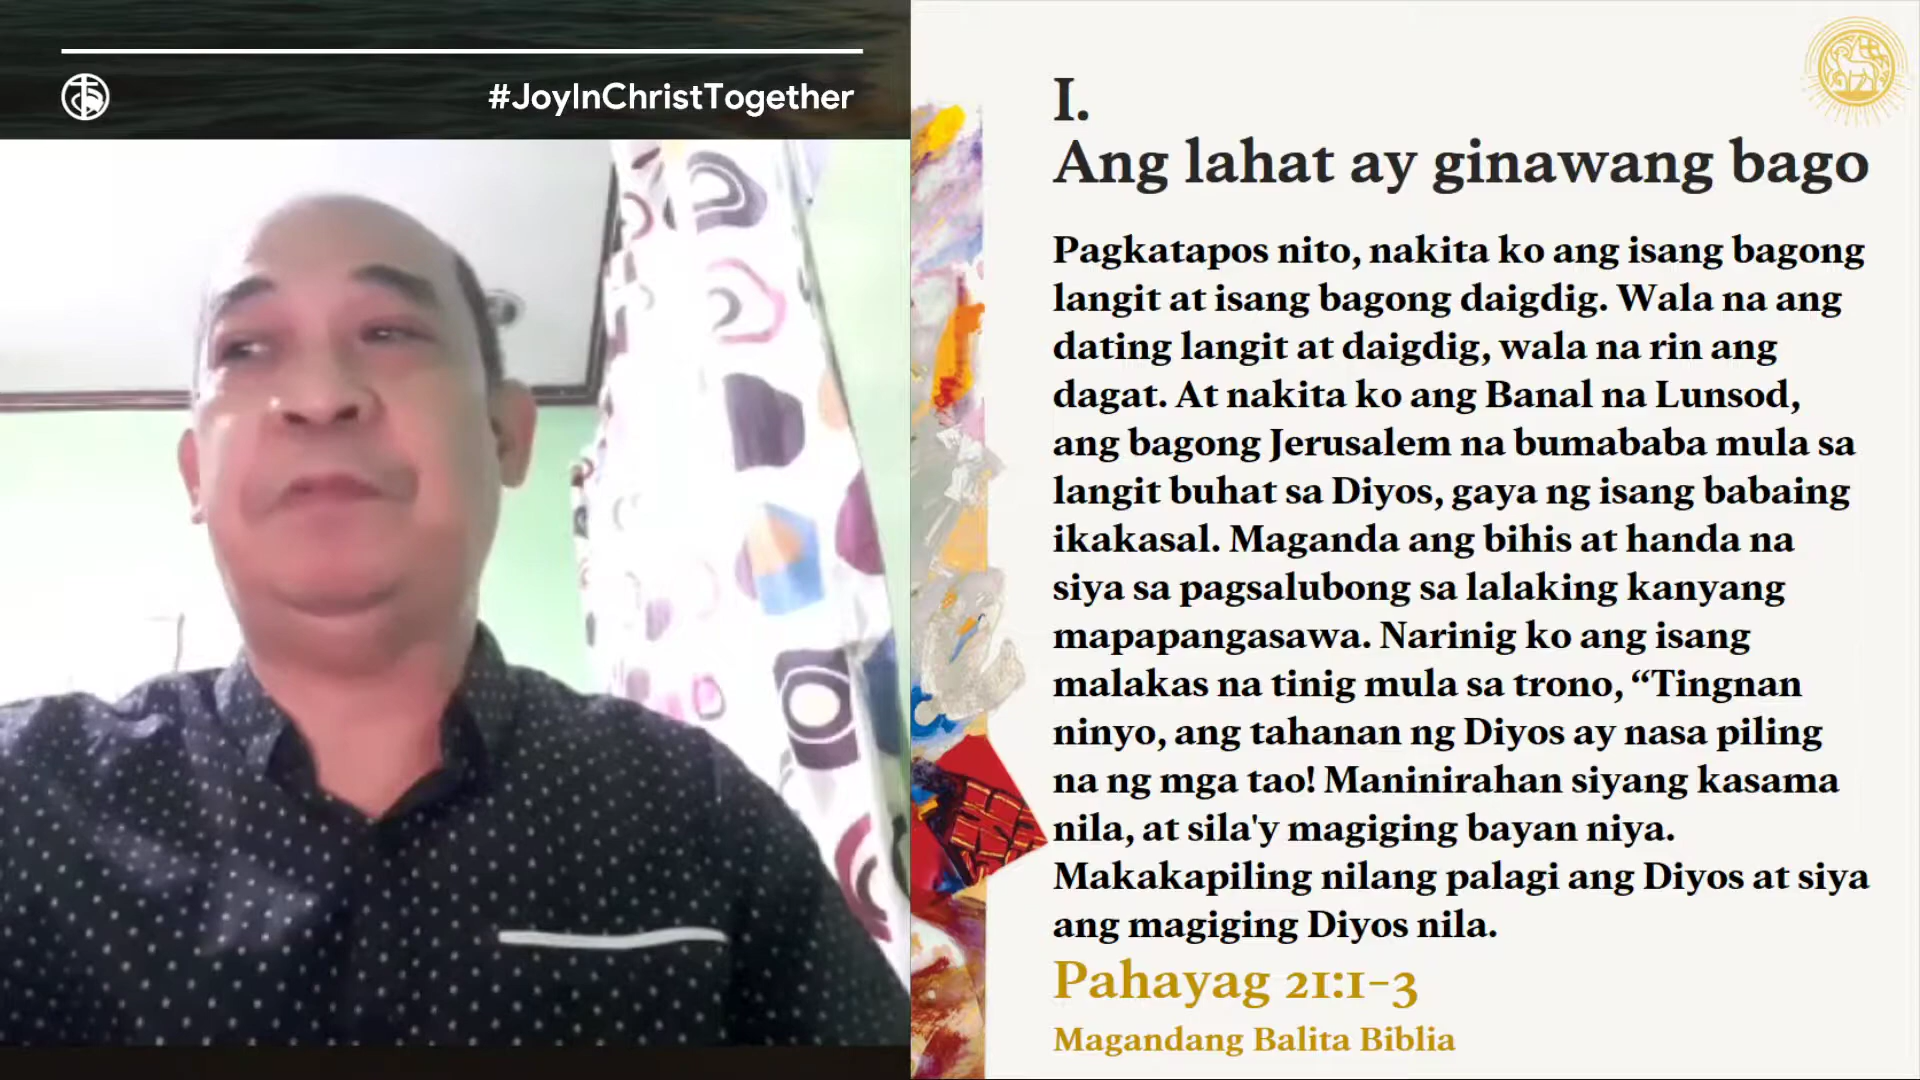 #JoyInChristTogether
I.
Ang lahat ay ginawang bago
Pagkatapos nito, nakita ko ang isang bagong
langit at isang bagong daigdig. Wala na ang
dating langit at daigdig, wala na rin ang
dagat. At nakita ko ang Banal na Lunsod,
ang bagong Jerusalem na bumababa mula sa
langit buhat sa Diyos, gaya ng isang babaing
ikakasal. Maganda ang bihis at handa na
siya sa pagsalubong sa lalaking kanyang
mapapangasawa. Narinig ko ang isang
malakas na tinig mula sa trono, “Tingnan
ninyo, ang tahanan ng Diyos ay nasa piling
na ng mga tao! Maninirahan siyang kasama
nila, at sila'y magiging bayan niya.
Makakapiling nilang palagi ang Diyos at siya
ang magiging Diyos nila.
Pahayag 21:1-3
Magandang Balita Biblia